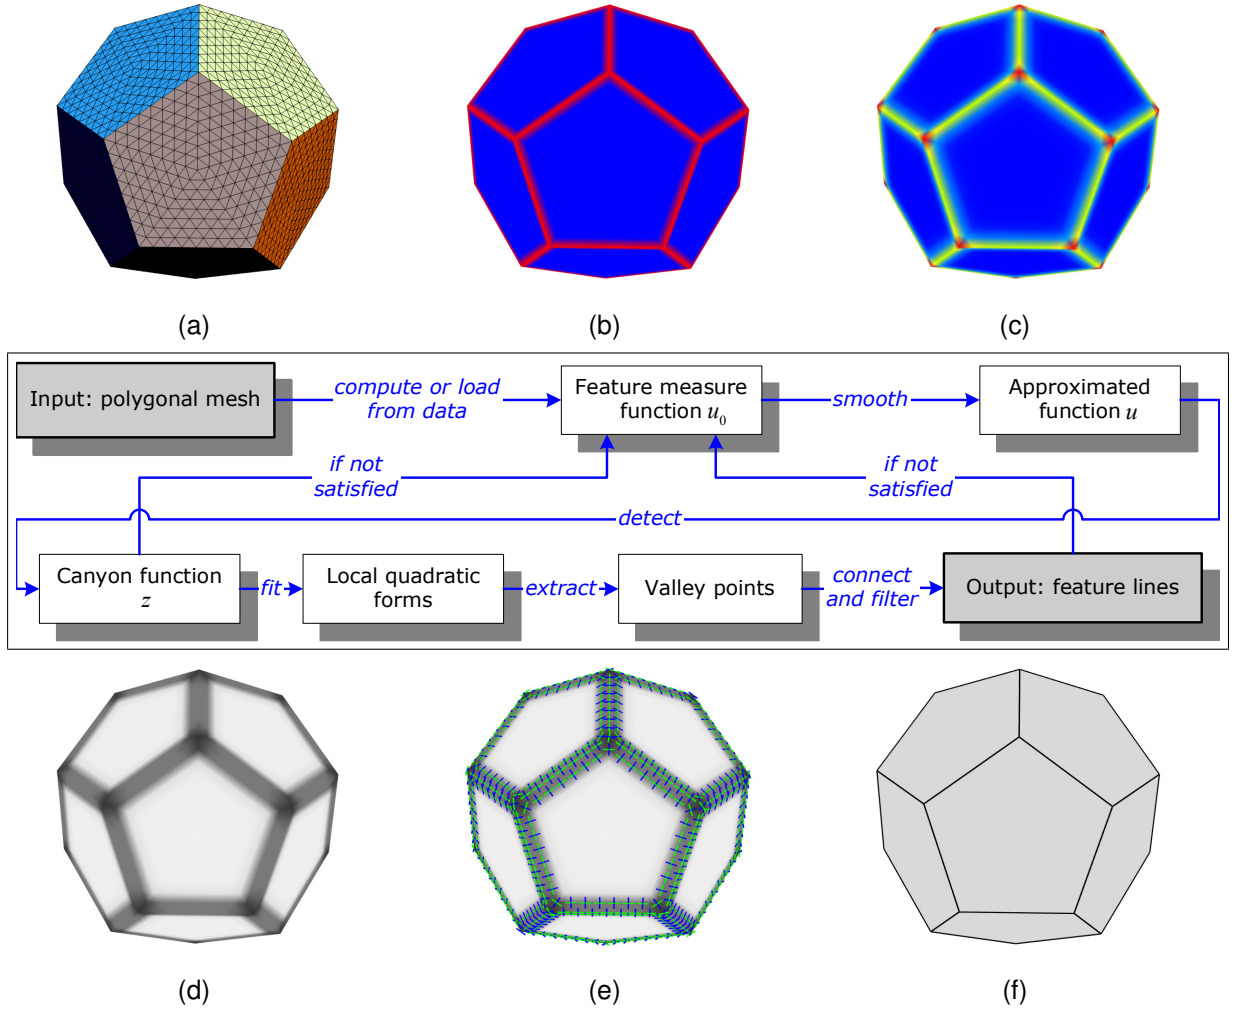 (a)
(b)
(c)
Input: polygonal mesh
compute or load
from data
Feature measure
function u₀
smooth
Approximated
function u
if not
satisfied
if not
satisfied
detect
Canyon function
z
fit
Local quadratic
forms
extract
Valley points
connect
and filter
Output: feature lines
(d)
(e)
(f)